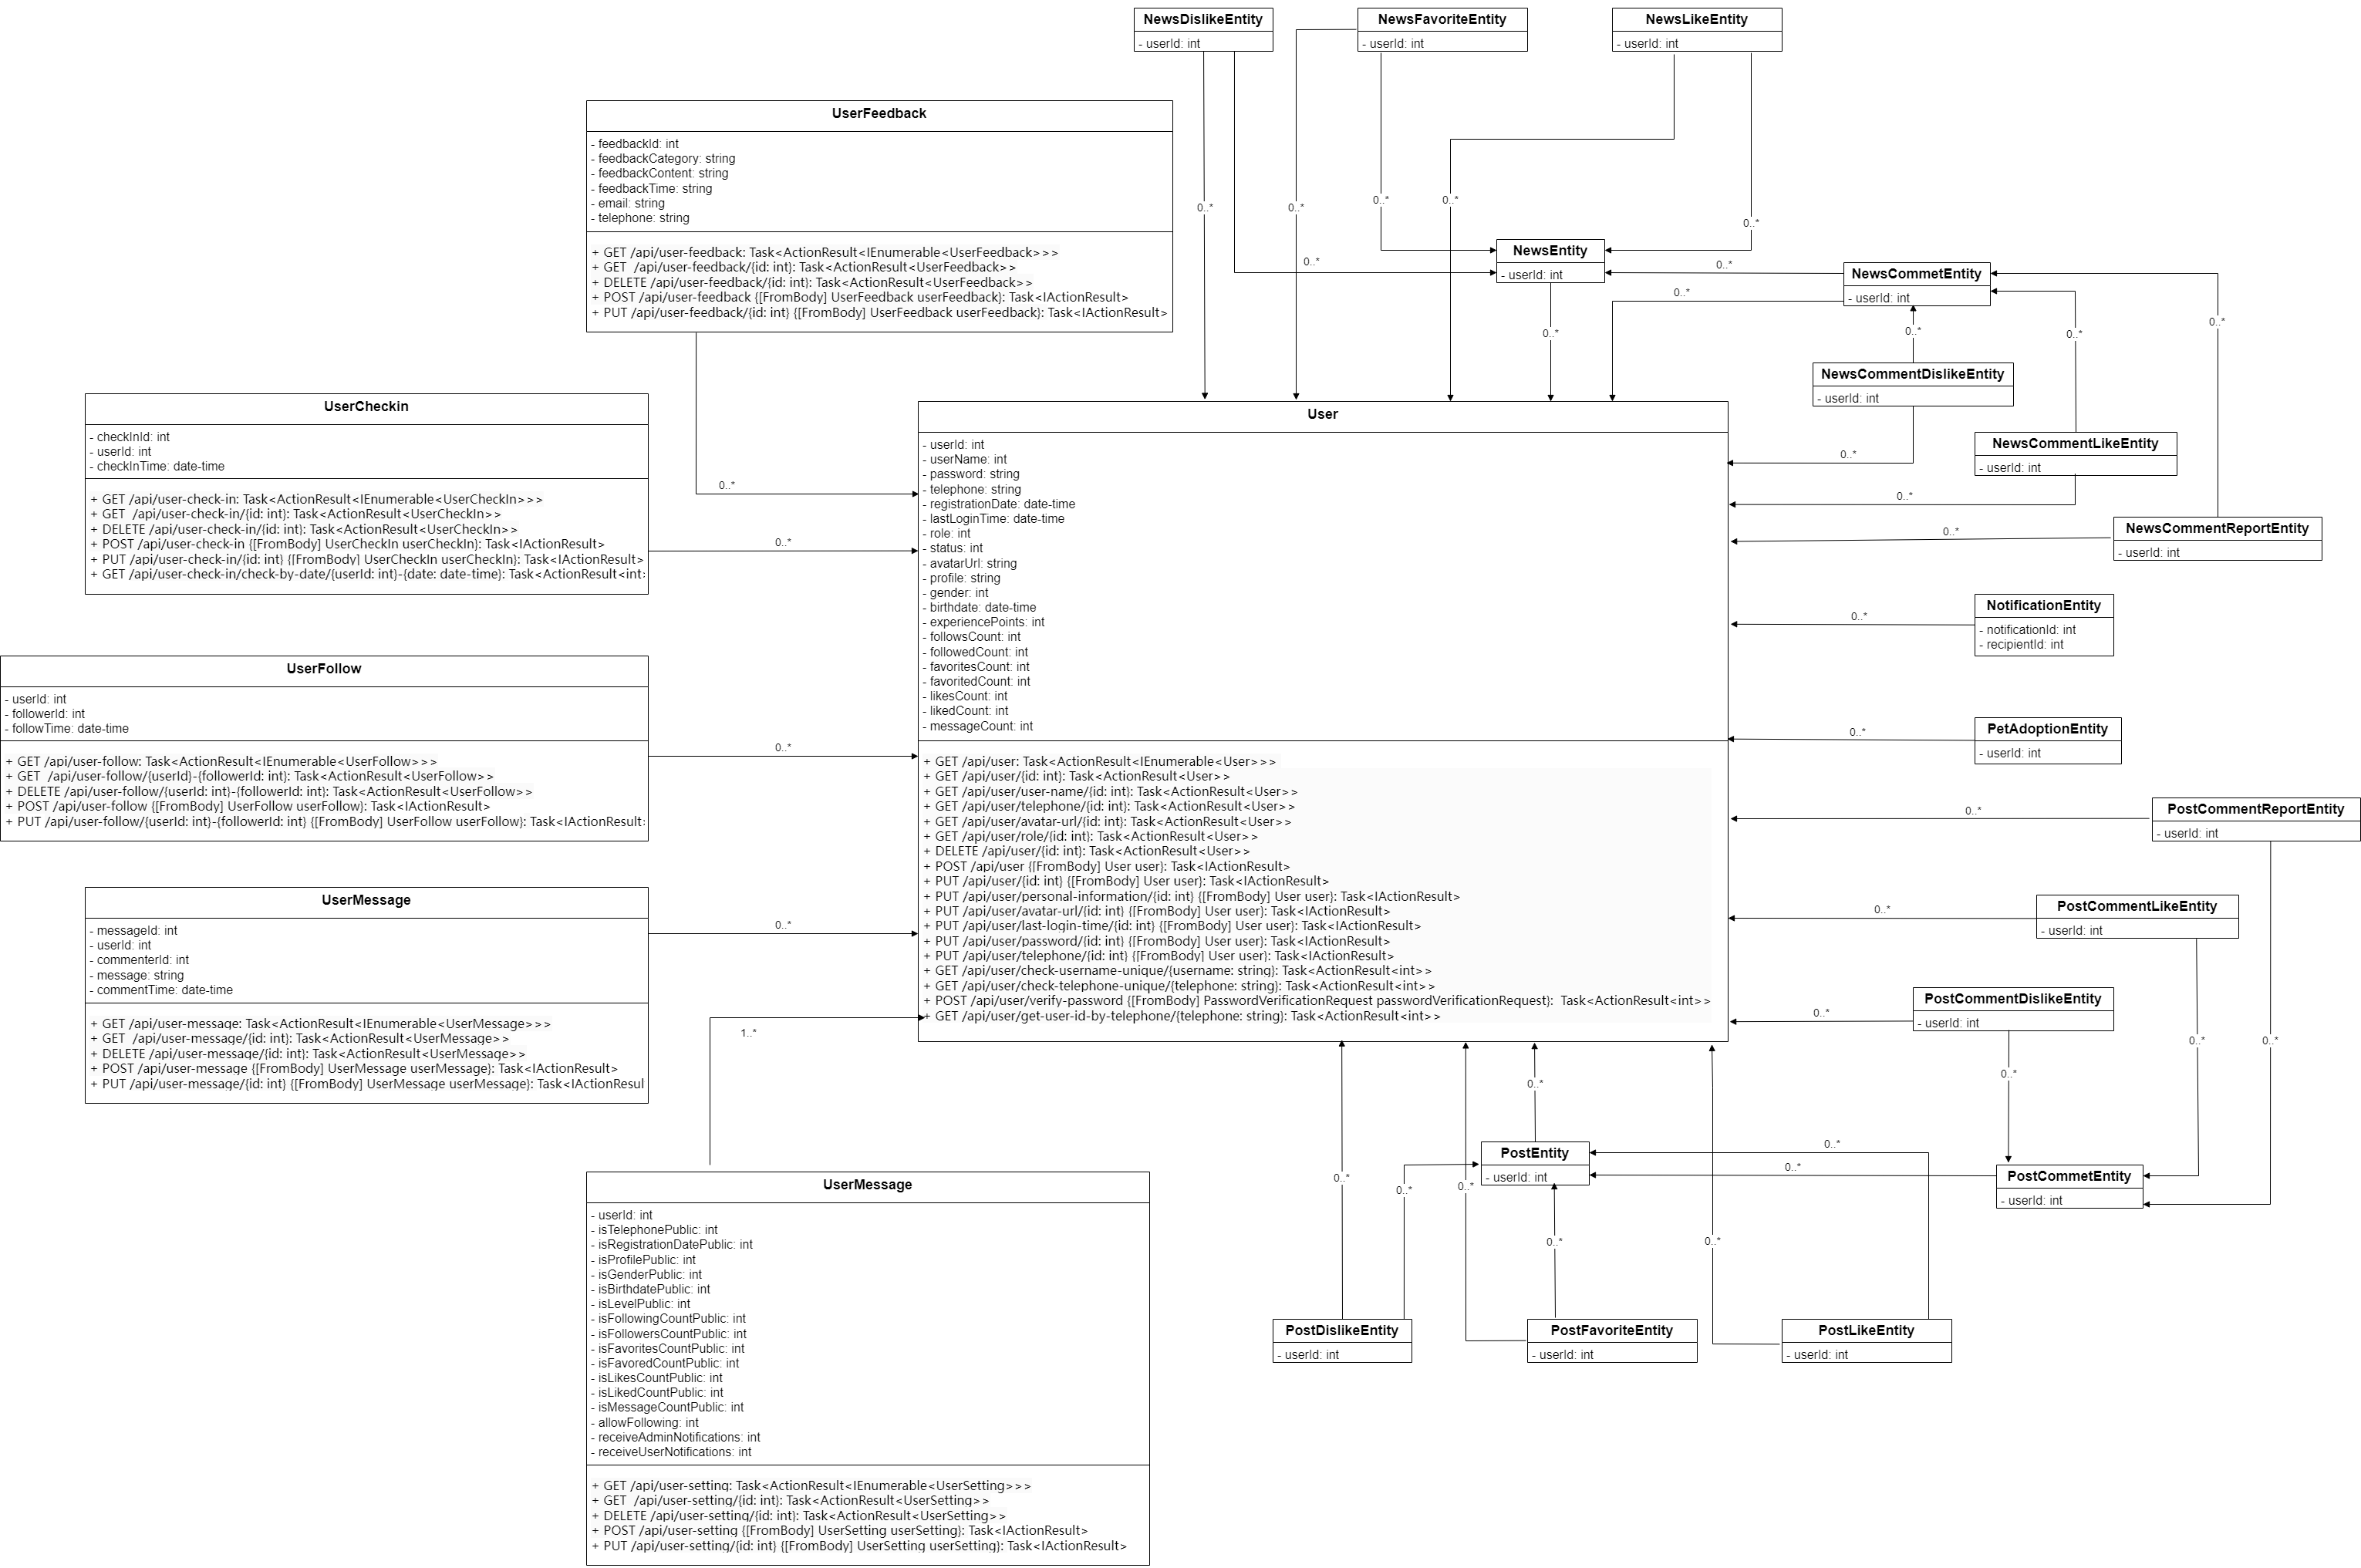 NewsDislikeEntity
- userId: int
NewsFavoriteEntity
- userId: int
NewsLikeEntity
- userId: int
UserFeedback
- feedbackId: int
- feedbackCategory: string
- feedbackContent: string
- feedbackTime: string
- email: string
- telephone: string
+ GET /api/user-feedback: Task<ActionResult<IEnumerable<UserFeedback>>>
+ GET  /api/user-feedback/{id: int}: Task<ActionResult<UserFeedback>>
+ DELETE /api/user-feedback/{id: int}: Task<ActionResult<UserFeedback>>
+ POST /api/user-feedback {[FromBody] UserFeedback userFeedback}: Task<IActionResult>
+ PUT /api/user-feedback/{id: int} {[FromBody] UserFeedback userFeedback}: Task<IActionResult>
0..*
0..*
0..*
0..*
0..*
0..*
NewsEntity
- userId: int
0..*
0..*
0..*
NewsCommetEntity
- userId: int
0..*
0..*
0..*
0..*
NewsCommentDislikeEntity
- userId: int
0..*
NewsCommentLikeEntity
- userId: int
0..*
NewsCommentReportEntity
- userId: int
0..*
UserCheckin
- checkInId: int
- userId: int
- checkInTime: date-time
+ GET /api/user-check-in: Task<ActionResult<IEnumerable<UserCheckIn>>>
+ GET  /api/user-check-in/{id: int}: Task<ActionResult<UserCheckIn>>
+ DELETE /api/user-check-in/{id: int}: Task<ActionResult<UserCheckIn>>
+ POST /api/user-check-in {[FromBody] UserCheckIn userCheckIn}: Task<IActionResult>
+ PUT /api/user-check-in/{id: int} {[FromBody] UserCheckIn userCheckIn}: Task<IActionResult>
+ GET /api/user-check-in/check-by-date/{userId: int}-{date: date-time}: Task<ActionResult<int
0..*
0..*
User
- userId: int
- userName: int
- password: string
- telephone: string
- registrationDate: date-time
- lastLoginTime: date-time
- role: int
- status: int
- avatarUrl: string
- profile: string
- gender: int
- birthdate: date-time
- experiencePoints: int
- followsCount: int
- followedCount: int
- favoritesCount: int
- favoritedCount: int
- likesCount: int
- likedCount: int
- messageCount: int
+ GET /api/user: Task<ActionResult<IEnumerable<User>>>
+ GET /api/user/{id: int}: Task<ActionResult<User>>
+ GET /api/user/user-name/{id: int}: Task<ActionResult<User>>
+ GET /api/user/telephone/{id: int}: Task<ActionResult<User>>
+ GET /api/user/avatar-url/{id: int}: Task<ActionResult<User>>
+ GET /api/user/role/{id: int}: Task<ActionResult<User>>
+ DELETE /api/user/{id: int}: Task<ActionResult<User>>
+ POST /api/user {[FromBody] User user}: Task<IActionResult>
+ PUT /api/user/{id: int} {[FromBody] User user}: Task<IActionResult>
+ PUT /api/user/personal-information/{id: int} {[FromBody] User user}: Task<IActionResult>
+ PUT /api/user/avatar-url/{id: int} {[FromBody] User user}: Task<IActionResult>
+ PUT /api/user/last-login-time/{id: int} {[FromBody] User user}: Task<IActionResult>
+ PUT /api/user/password/{id: int} {[FromBody] User user}: Task<IActionResult>
+ PUT /api/user/telephone/{id: int} {[FromBody] User user}: Task<IActionResult>
+ GET /api/user/check-username-unique/{username: string}: Task<ActionResult<int>>
+ GET /api/user/check-telephone-unique/{telephone: string}: Task<ActionResult<int>>
+ POST /api/user/verify-password {[FromBody] PasswordVerificationRequest passwordVerificationRequest}:  Task<ActionResult<int>>
+ GET /api/user/get-user-id-by-telephone/{telephone: string}: Task<ActionResult<int>>
NotificationEntity
- notificationId: int
- recipientId: int
0..*
PetAdoptionEntity
- userId: int
0..*
PostCommentReportEntity
- userId: int
0..*
PostCommentLikeEntity
- userId: int
0..*
PostCommentDislikeEntity
- userId: int
0..*
UserFollow
- userId: int
- followerId: int
- followTime: date-time
+ GET /api/user-follow: Task<ActionResult<IEnumerable<UserFollow>>>
+ GET  /api/user-follow/{userId}-{followerId: int}: Task<ActionResult<UserFollow>>
+ DELETE /api/user-follow/{userId: int}-{followerId: int}: Task<ActionResult<UserFollow>>
+ POST /api/user-follow {[FromBody] UserFollow userFollow}: Task<IActionResult>
+ PUT /api/user-follow/{userId: int}-{followerId: int} {[FromBody] UserFollow userFollow}: Task<IActionResult
0..*
UserMessage
- messageId: int
- userId: int
- commenterId: int
- message: string
- commentTime: date-time
+ GET /api/user-message: Task<ActionResult<IEnumerable<UserMessage>>>
+ GET  /api/user-message/{id: int}: Task<ActionResult<UserMessage>>
+ DELETE /api/user-message/{id: int}: Task<ActionResult<UserMessage>>
+ POST /api/user-message {[FromBody] UserMessage userMessage}: Task<IActionResult>
+ PUT /api/user-message/{id: int} {[FromBody] UserMessage userMessage}: Task<IActionResul
0..*
1..*
0..*
0..*
0..*
0..*
PostEntity
- userId: int
0..*
0..*
PostCommetEntity
- userId: int
0..*
0..*
0..*
0..*
0..*
PostDislikeEntity
- userId: int
PostFavoriteEntity
- userId: int
PostLikeEntity
- userId: int
UserMessage
- userId: int
- isTelephonePublic: int
- isRegistrationDatePublic: int
- isProfilePublic: int
- isGenderPublic: int
- isBirthdatePublic: int
- isLevelPublic: int
- isFollowingCountPublic: int
- isFollowersCountPublic: int
- isFavoritesCountPublic: int
- isFavoredCountPublic: int
- isLikesCountPublic: int
- isLikedCountPublic: int
- isMessageCountPublic: int
- allowFollowing: int
- receiveAdminNotifications: int
- receiveUserNotifications: int
+ GET /api/user-setting: Task<ActionResult<IEnumerable<UserSetting>>>
+ GET  /api/user-setting/{id: int}: Task<ActionResult<UserSetting>>
+ DELETE /api/user-setting/{id: int}: Task<ActionResult<UserSetting>>
+ POST /api/user-setting {[FromBody] UserSetting userSetting}: Task<IActionResult>
+ PUT /api/user-setting/{id: int} {[FromBody] UserSetting userSetting}: Task<IActionResult>